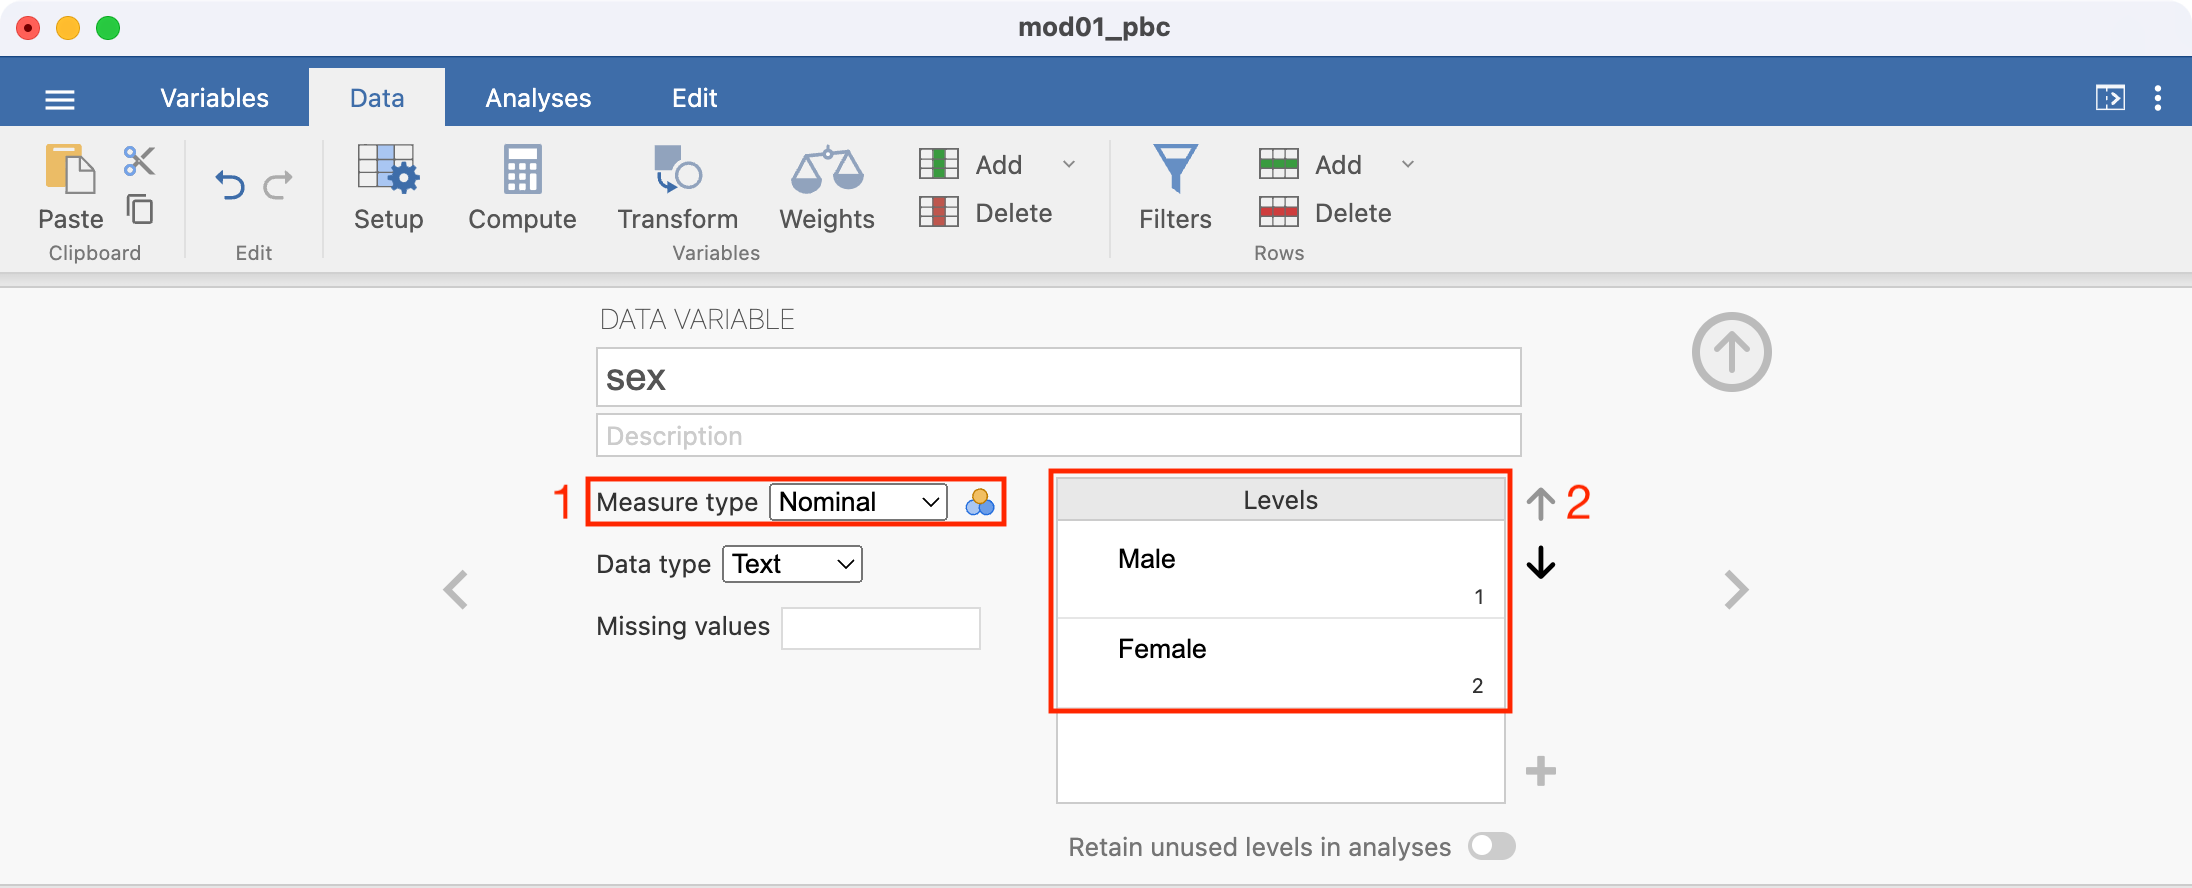 mod01_pbc
Variables Data Analyses Edit
Paste Setup Compute Transform Weights Add Delete Filters Add Delete
Clipboard Edit Variables Rows
DATA VARIABLE
sex
Description
1 Measure type Nominal
Data type Text
Missing values
Levels 2
Male
1
Female
2
Retain unused levels in analyses